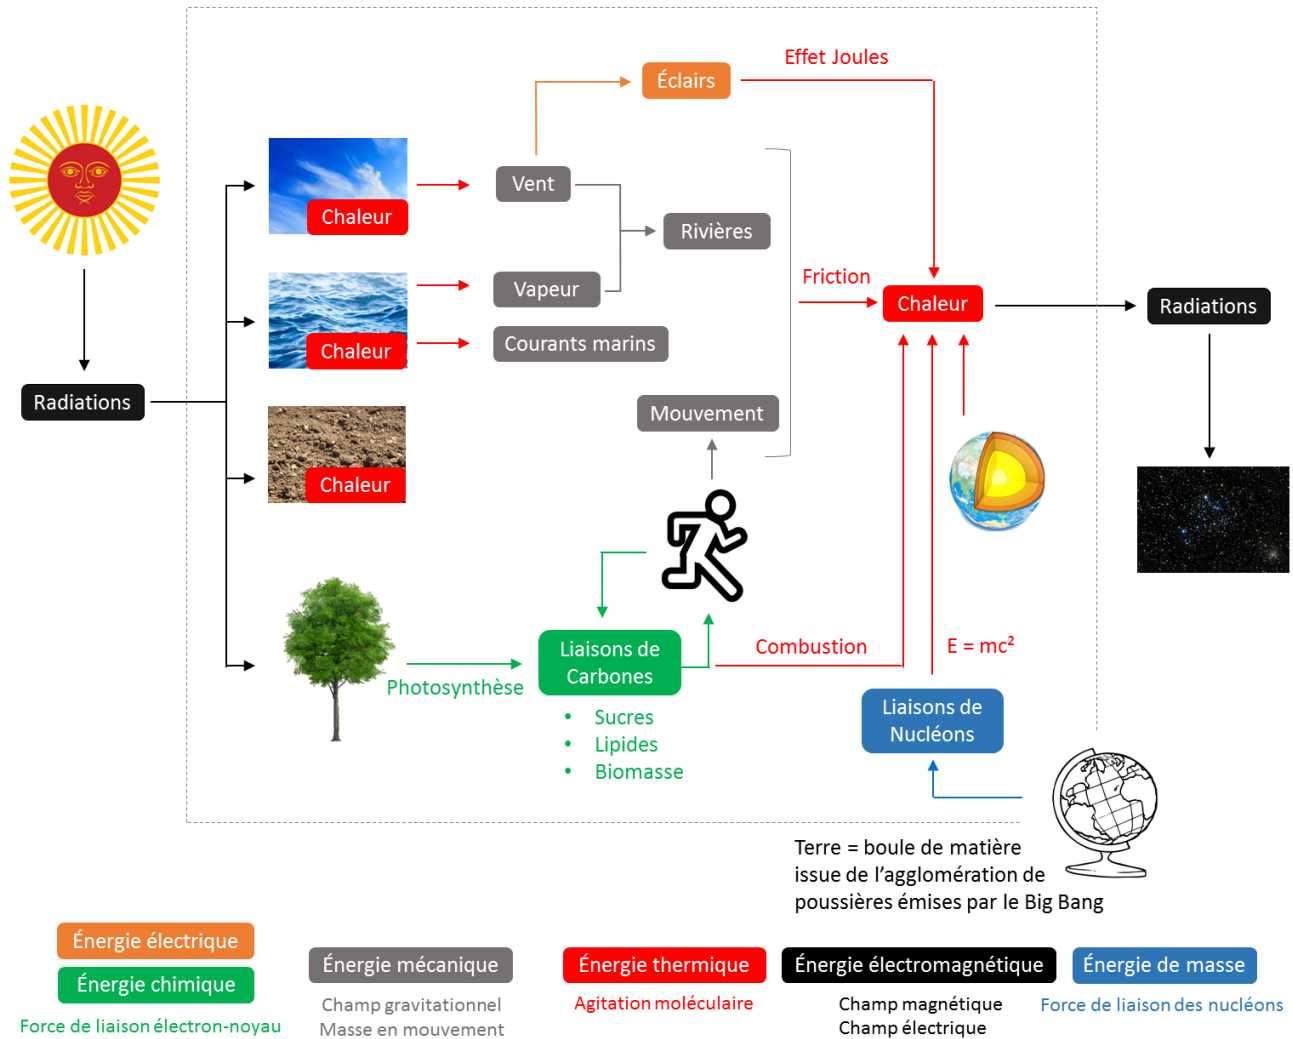 Effet Joules
Éclairs
Chaleur
Vent
Rivières
Friction
Vapeur
Chaleur
Radiations
Chaleur
Courants marins
Radiations
Mouvement
Chaleur
Liaisons de
Carbones
Combustion
E = mc²
Photosynthèse
• Sucres
• Lipides
• Biomasse
Liaisons de
Nucléons
Terre = boule de matière
issue de l'agglomération de
poussières émises par le Big Bang
Énergie électrique
Énergie chimique
Force de liaison électron-noyau
Énergie mécanique
Champ gravitationnel
Masse en mouvement
Énergie thermique
Agitation moléculaire
Énergie électromagnétique
Champ magnétique
Champ électrique
Énergie de masse
Force de liaison des nucléons